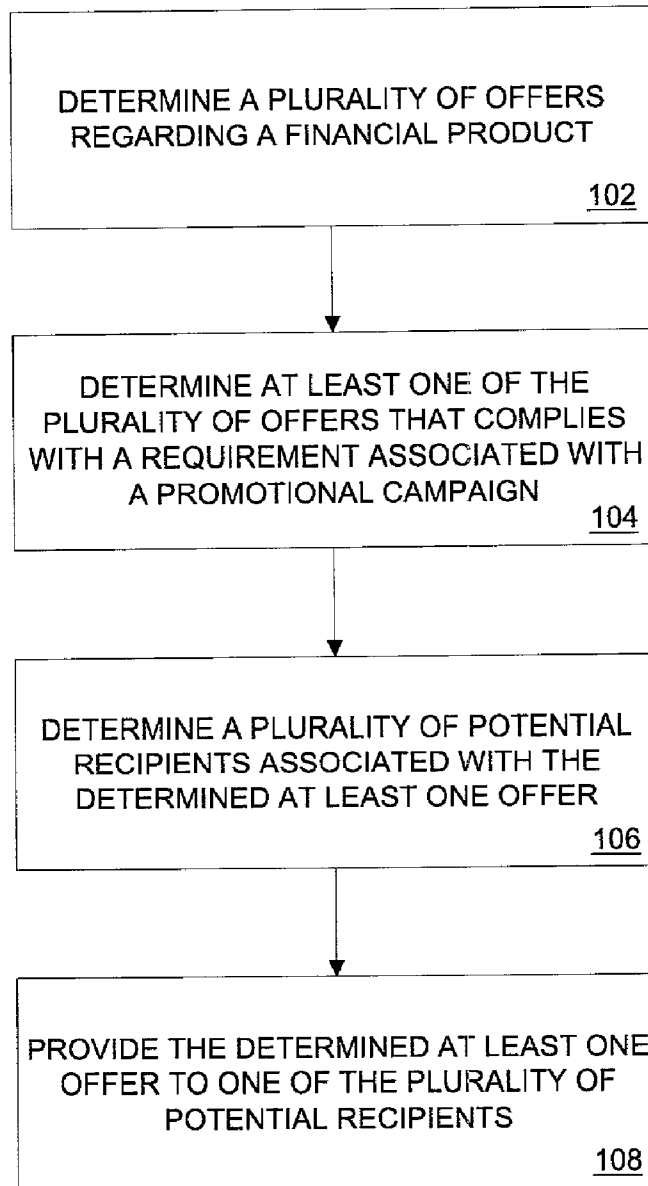 DETERMINE A PLURALITY OF OFFERS
REGARDING A FINANCIAL PRODUCT
102
DETERMINE AT LEAST ONE OF THE
PLURALITY OF OFFERS THAT COMPLIES
WITH A REQUIREMENT ASSOCIATED WITH
A PROMOTIONAL CAMPAIGN
104
DETERMINE A PLURALITY OF POTENTIAL
RECIPIENTS ASSOCIATED WITH THE
DETERMINED AT LEAST ONE OFFER
106
PROVIDE THE DETERMINED AT LEAST ONE
OFFER TO ONE OF THE PLURALITY OF
POTENTIAL RECIPIENTS
108